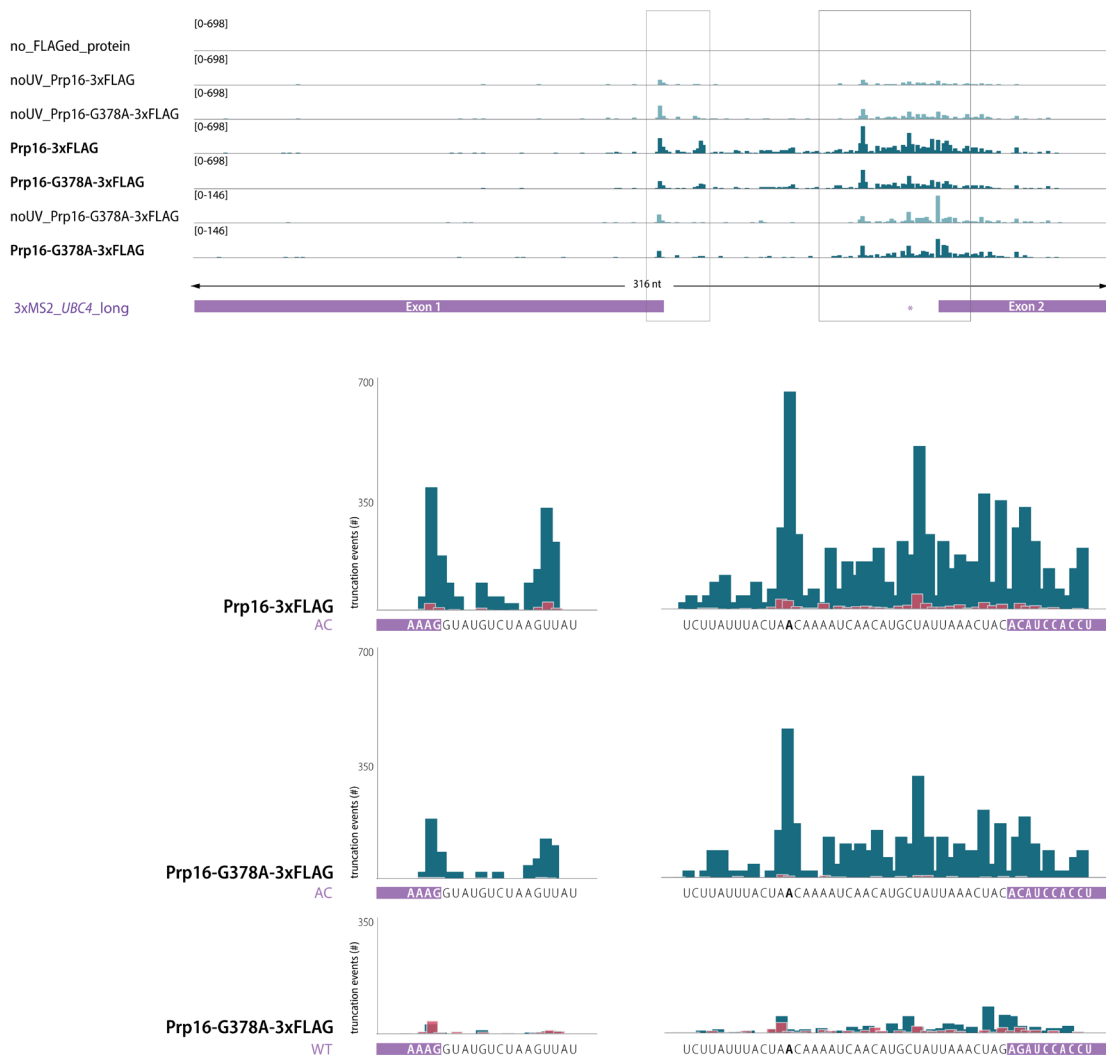 [0-698]
no_FLAGed_protein
[0-698]
noUV_Prp16-3xFLAG
[0-698]
noUV_Prp16-G378A-3xFLAG
[0-698]
Prp16-3xFLAG
[0-698]
Prp16-G378A-3xFLAG
[0-146]
noUV_Prp16-G378A-3xFLAG
[0-146]
Prp16-G378A-3xFLAG
316 nt
3xMS2_UBC4_long Exon 1 * Exon 2
700
350
truncation events (#)
Prp16-3xFLAG
AC AAAGGUAUGUCUAAGUUAU UCUUAUUUACUAACAAAAUCAACAUGCUAUUAAACUACACAUCCACCU
700
350
truncation events (#)
Prp16-G378A-3xFLAG
AC AAAGGUAUGUCUAAGUUAU UCUUAUUUACUAACAAAAUCAACAUGCUAUUAAACUACACAUCCACCU
350
truncation events (#)
Prp16-G378A-3xFLAG
WT AAAGGUAUGUCUAAGUUAU UCUUAUUUACUAACAAAAUCAACAUGCUAUUAAACUAGAGAUCCACCU